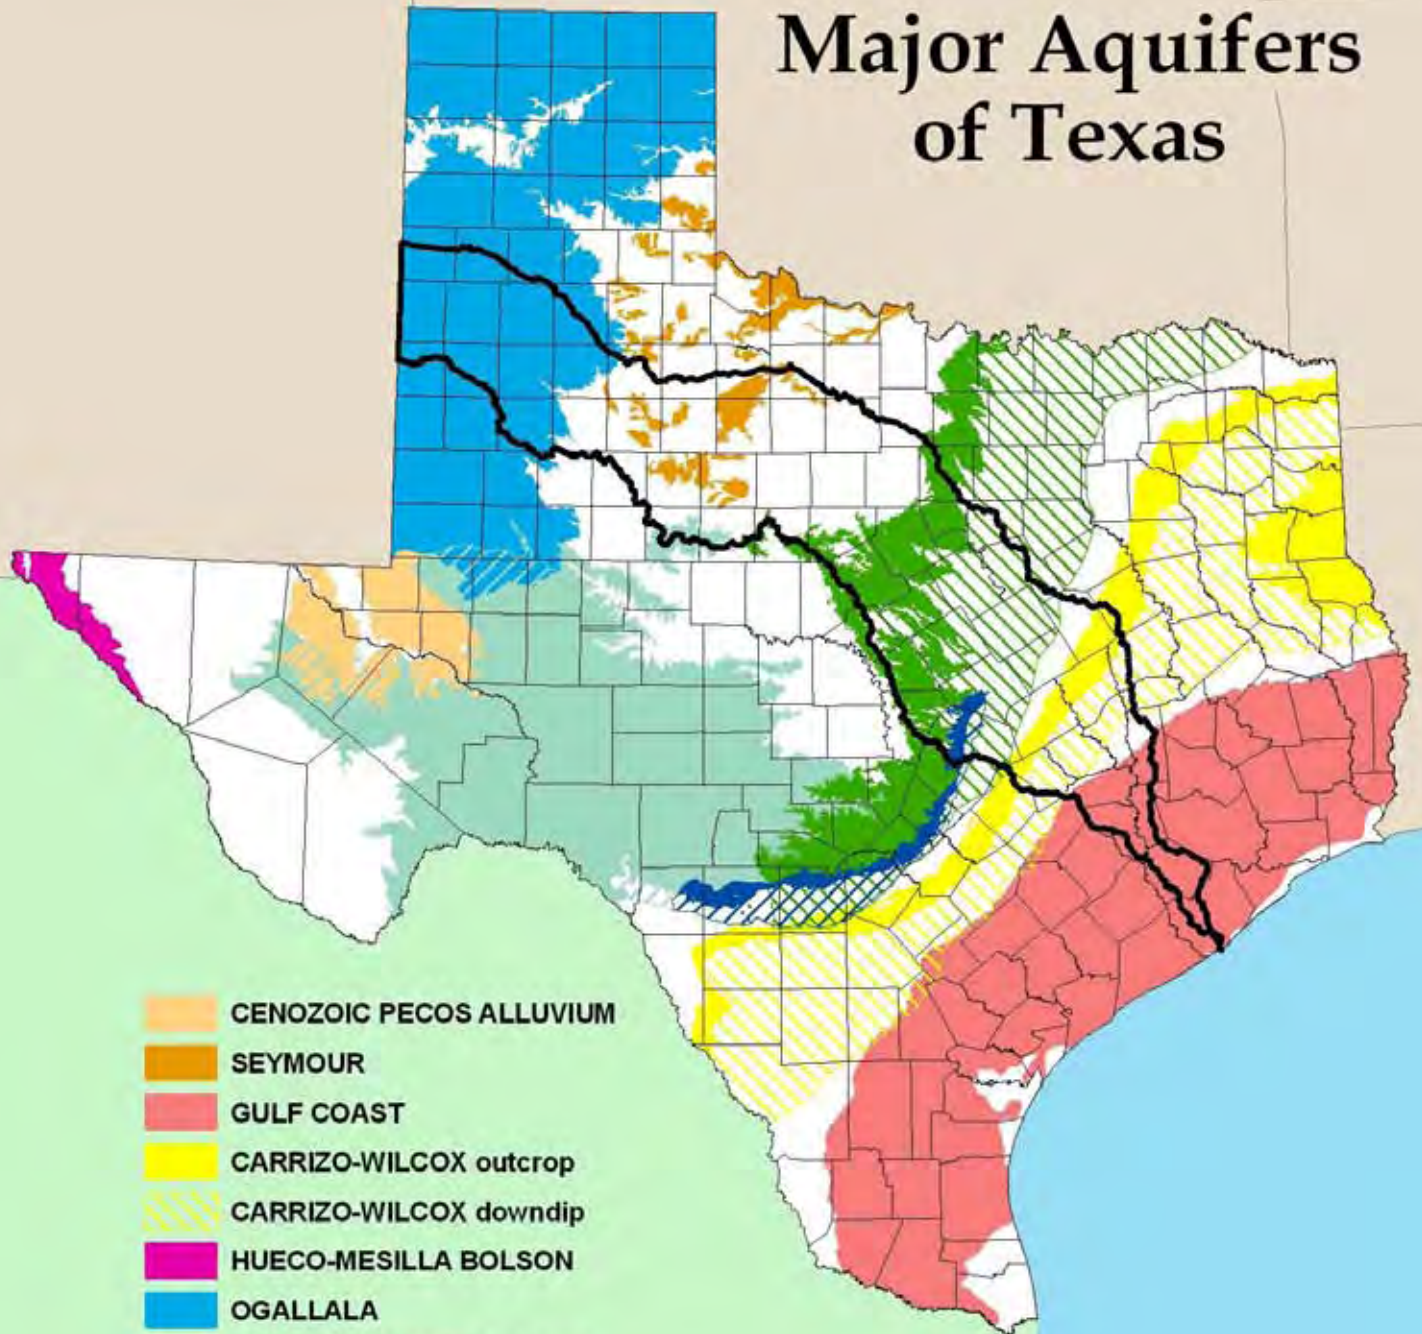 Major Aquifers
of Texas
CENOZOIC PECOS ALLUVIUM
SEYMOUR
GULF COAST
CARRIZO-WILCOX outcrop
CARRIZO-WILCOX downdip
HUECO-MESILLA BOLSON
OGALLALA